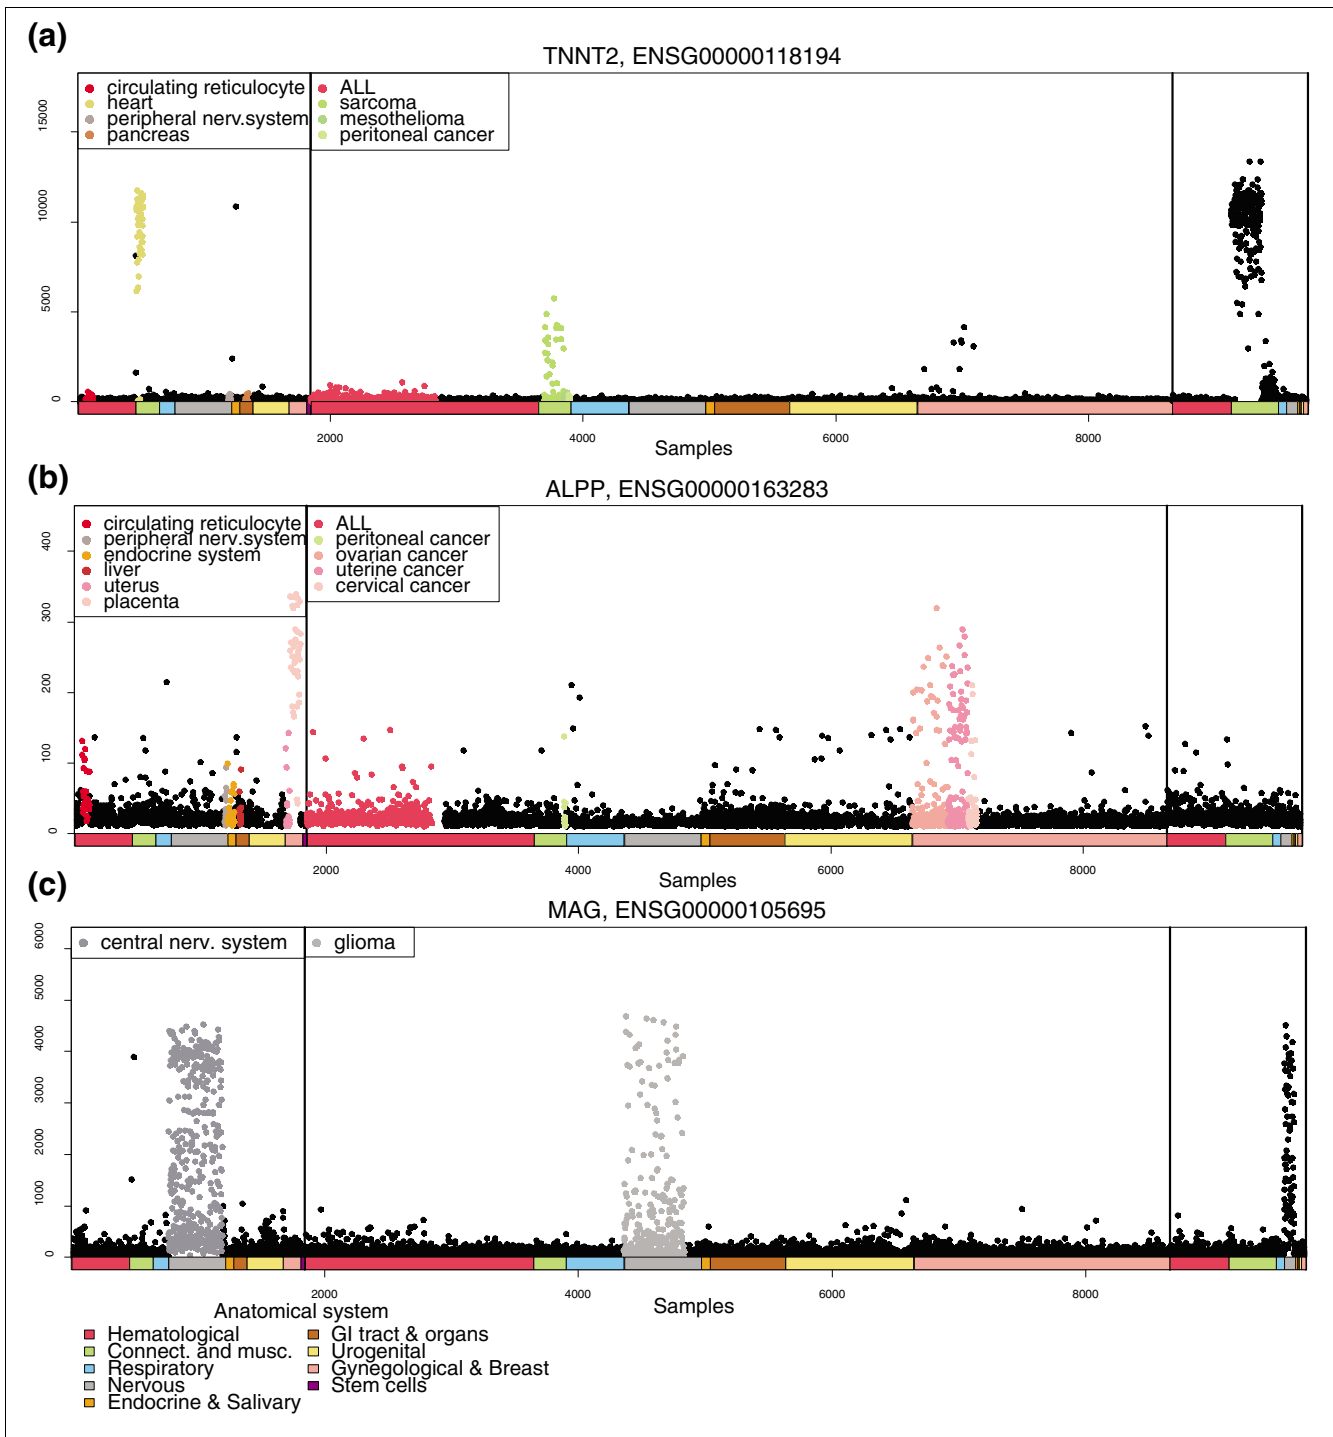 (a)
TNNT2, ENSG00000118194
circulating reticulocyte
heart
peripheral nerv.system
pancreas
ALL
sarcoma
mesothelioma
peritoneal cancer
15000
10000
5000
0
2000 4000 6000 8000
Samples
(b)
ALPP, ENSG00000163283
circulating reticulocyte
peripheral nerv.system
endocrine system
liver
uterus
placenta
ALL
peritoneal cancer
ovarian cancer
uterine cancer
cervical cancer
400
300
200
100
0
2000 4000 6000 8000
Samples
(c)
MAG, ENSG00000105695
central nerv. system
glioma
6000
5000
4000
3000
2000
1000
0
2000 4000 6000 8000
Samples
Anatomical system
Hematological
Connect. and musc.
Respiratory
Nervous
Endocrine & Salivary
GI tract & organs
Urogenital
Gynegological & Breast
Stem cells